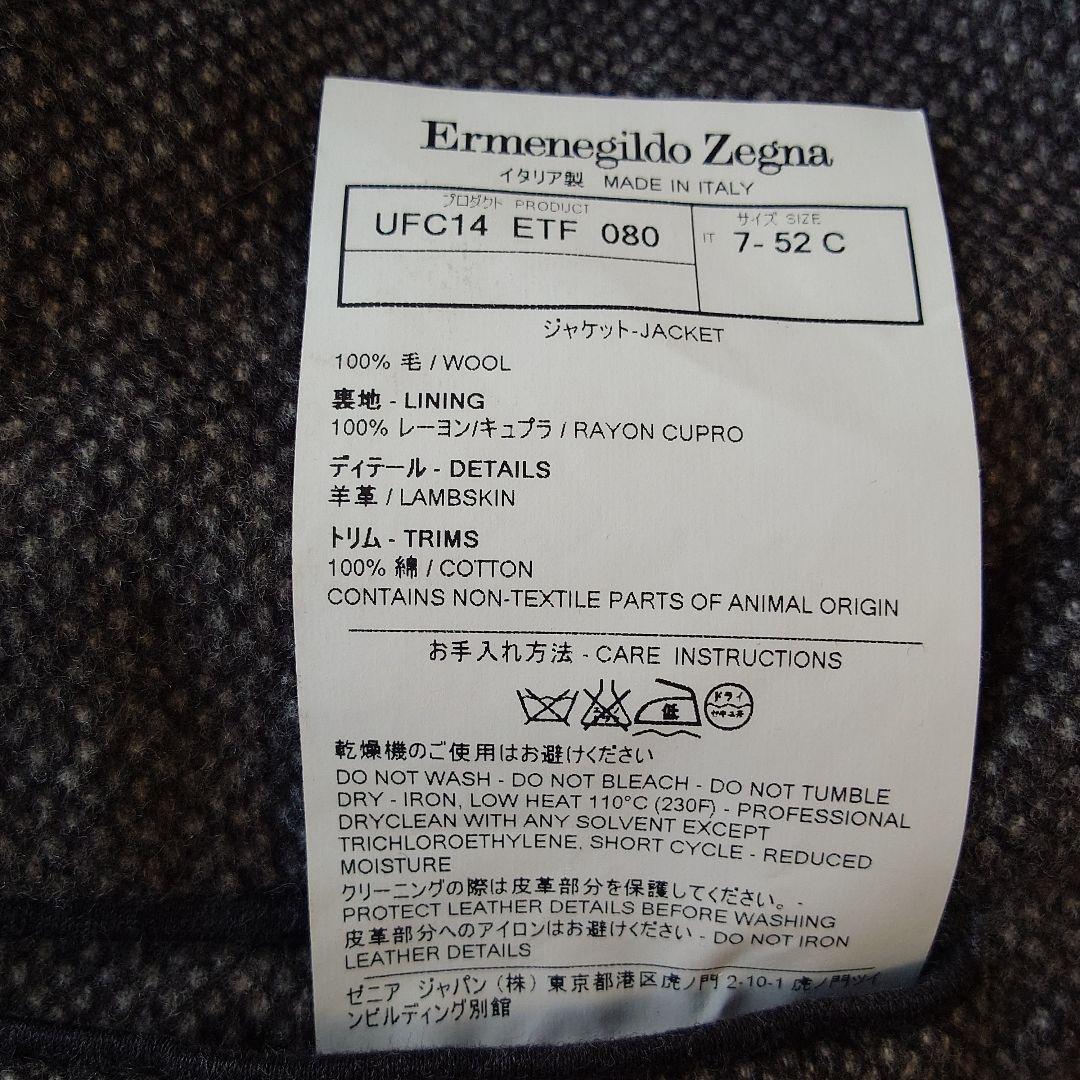 Ermenegildo Zegna
イタリア製 MADE IN ITALY
プロダクト PRODUCT
UFC14 ETF 080
サイズ SIZE
IT 7- 52 C
ジャケット-JACKET
100% 毛 / WOOL
裏地 - LINING
100% レーヨン/キュプラ / RAYON CUPRO
ディテール - DETAILS
羊革 / LAMBSKIN
トリム - TRIMS
100% 綿 / COTTON
CONTAINS NON-TEXTILE PARTS OF ANIMAL ORIGIN
お手入れ方法 - CARE INSTRUCTIONS
低 ドライ
セキユ系
乾燥機のご使用はお避けください
DO NOT WASH - DO NOT BLEACH - DO NOT TUMBLE
DRY - IRON, LOW HEAT 110°C (230F) - PROFESSIONAL
DRYCLEAN WITH ANY SOLVENT EXCEPT
TRICHLOROETHYLENE. SHORT CYCLE - REDUCED
MOISTURE
クリーニングの際は皮革部分を保護してください。 -
PROTECT LEATHER DETAILS BEFORE WASHING
皮革部分へのアイロンはお避けください - DO NOT IRON
LEATHER DETAILS
ゼニア ジャパン (株) 東京都港区虎ノ門 2-10-1 虎ノ門ツイ
ンビルディング別館